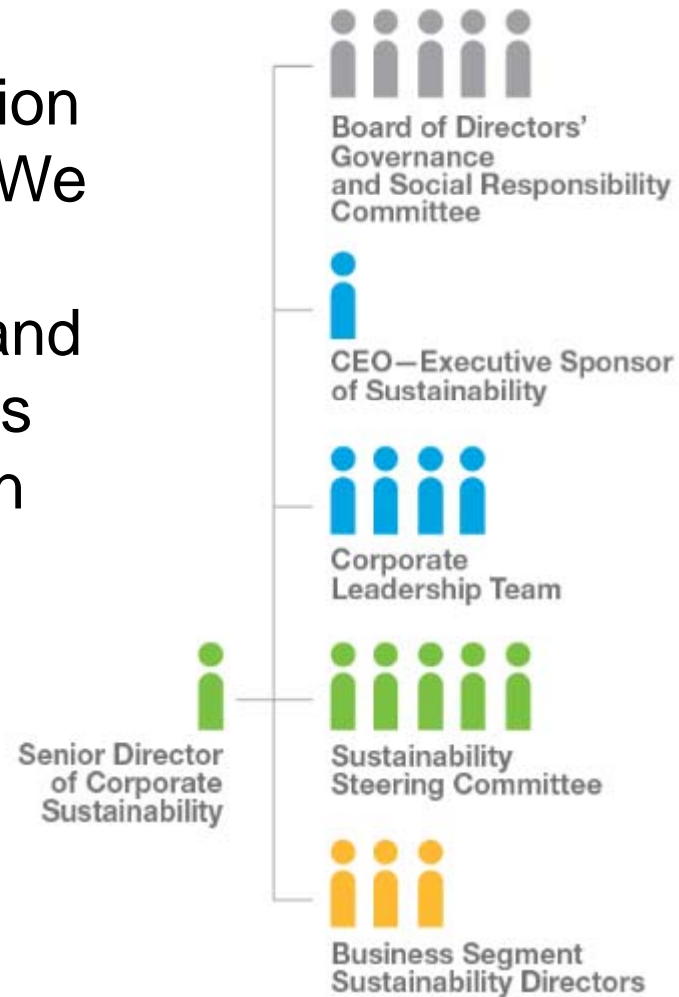 ion
We
and
s
n
Board of Directors’
Governance
and Social Responsibility
Committee
CEO—Executive Sponsor
of Sustainability
Corporate
Leadership Team
Senior Director
of Corporate
Sustainability
Sustainability
Steering Committee
Business Segment
Sustainability Directors